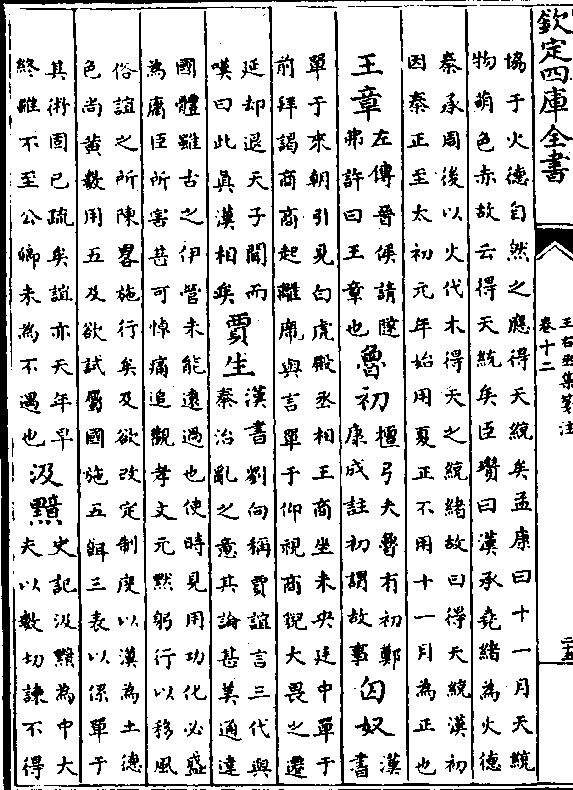 欽定四庫全書
王右丞集箋注
卷十二
二十五
協于火德自然之應得天統矣孟康曰十一月天統
物萌色赤故云得天統矣臣瓚曰漢承堯緒為火德
秦承周後以火代木得天之統緒故曰得天統漢初
因秦正至太初元年始用夏正不用十一月為正也
王章 左傳晉侯請隧弗許曰王章也 魯初 檀弓夫魯有初鄭康成註初謂故事 匈奴 漢書
單于來朝引見白虎殿丞相王商坐未央廷中單于
前拜謁商商起離席與言單于仰視商貌大畏之遷
延却退天子聞而嘆曰此真漢相矣 賈生 漢書劉向稱賈誼言三代與秦治亂之意其論甚美通達
國體雖古之伊管未能遠過也使時見用功化必盛
為庸臣所害甚可悼痛追觀孝文元默躬行以移風
俗誼之所陳畧施行矣及欲改定制度以漢為土德
色尚黃數用五及欲試屬國施五餌三表以係單于
其術固已疏矣誼亦天年早終雖不至公卿未為不遇也 汲黯 史記汲黯為中大夫以數切諫不得